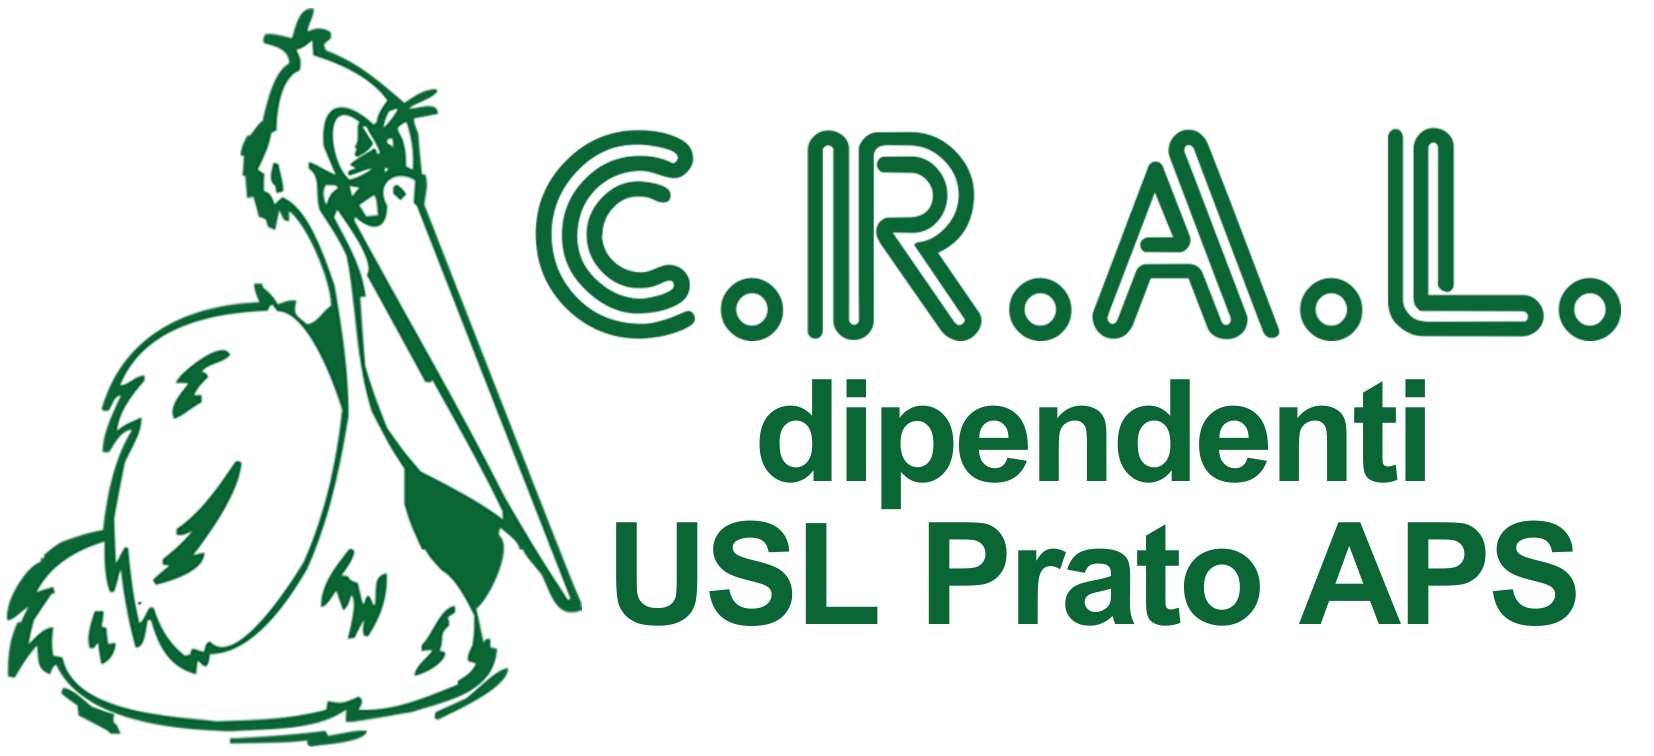 C.R.A.L.
dipendenti
USL Prato APS